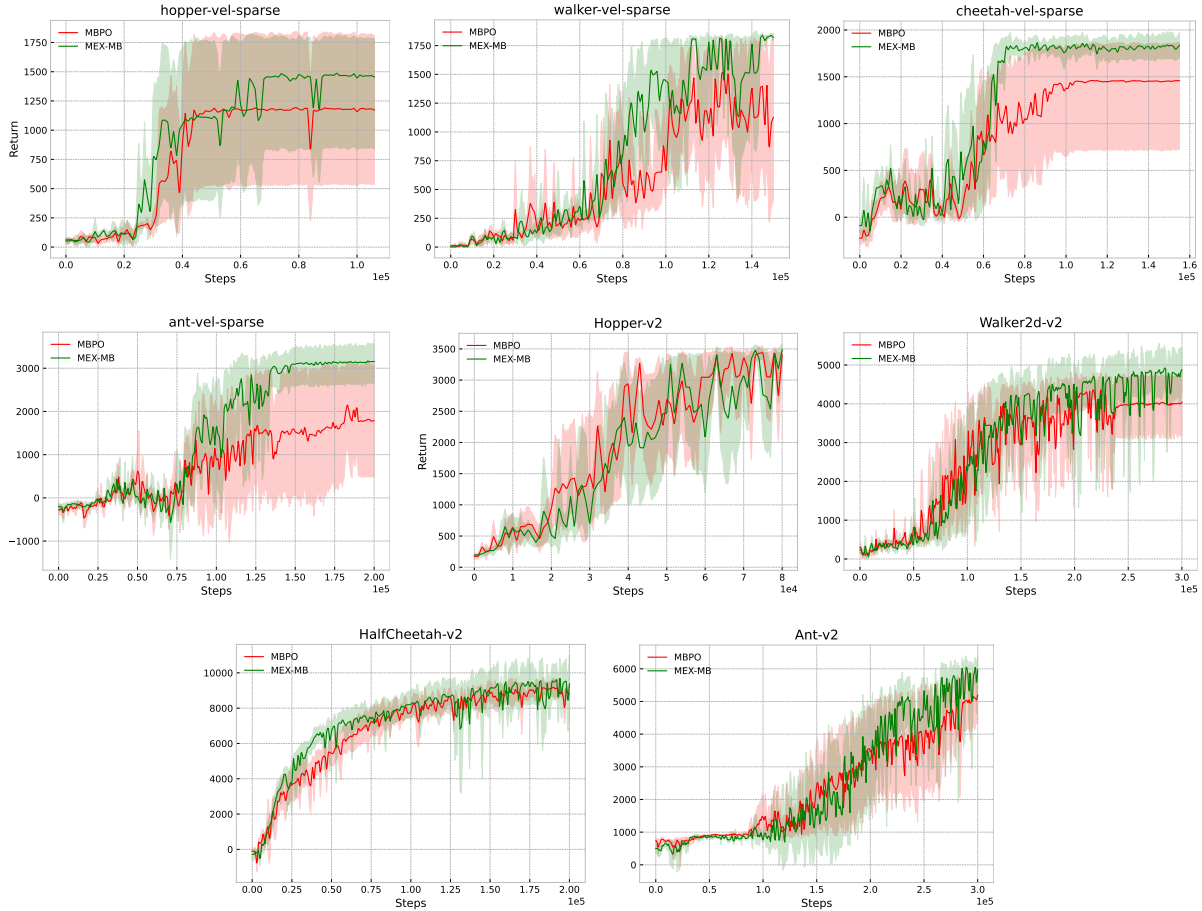 hopper-vel-sparse
MBPO
MEX-MB
1750
1500
1250
1000
750
500
250
0
Return
0.0 0.2 0.4 0.6 0.8 1.0
1e5
Steps
walker-vel-sparse
MBPO
MEX-MB
1750
1500
1250
1000
750
500
250
0
0.0 0.2 0.4 0.6 0.8 1.0 1.2 1.4
1e5
Steps
cheetah-vel-sparse
MBPO
MEX-MB
2000
1500
1000
500
0
0.0 0.2 0.4 0.6 0.8 1.0 1.2 1.4 1.6
1e5
Steps
ant-vel-sparse
MBPO
MEX-MB
3000
2000
1000
0
−1000
0.00 0.25 0.50 0.75 1.00 1.25 1.50 1.75 2.00
1e5
Steps
Hopper-v2
MBPO
MEX-MB
3500
3000
2500
2000
1500
1000
500
0
Return
0 1 2 3 4 5 6 7 8
1e4
Steps
Walker2d-v2
MBPO
MEX-MB
5000
4000
3000
2000
1000
0
0.0 0.5 1.0 1.5 2.0 2.5 3.0
1e5
Steps
HalfCheetah-v2
MBPO
MEX-MB
10000
8000
6000
4000
2000
0
0.00 0.25 0.50 0.75 1.00 1.25 1.50 1.75 2.00
1e5
Steps
Ant-v2
MBPO
MEX-MB
6000
5000
4000
3000
2000
1000
0
0.0 0.5 1.0 1.5 2.0 2.5 3.0
1e5
Steps